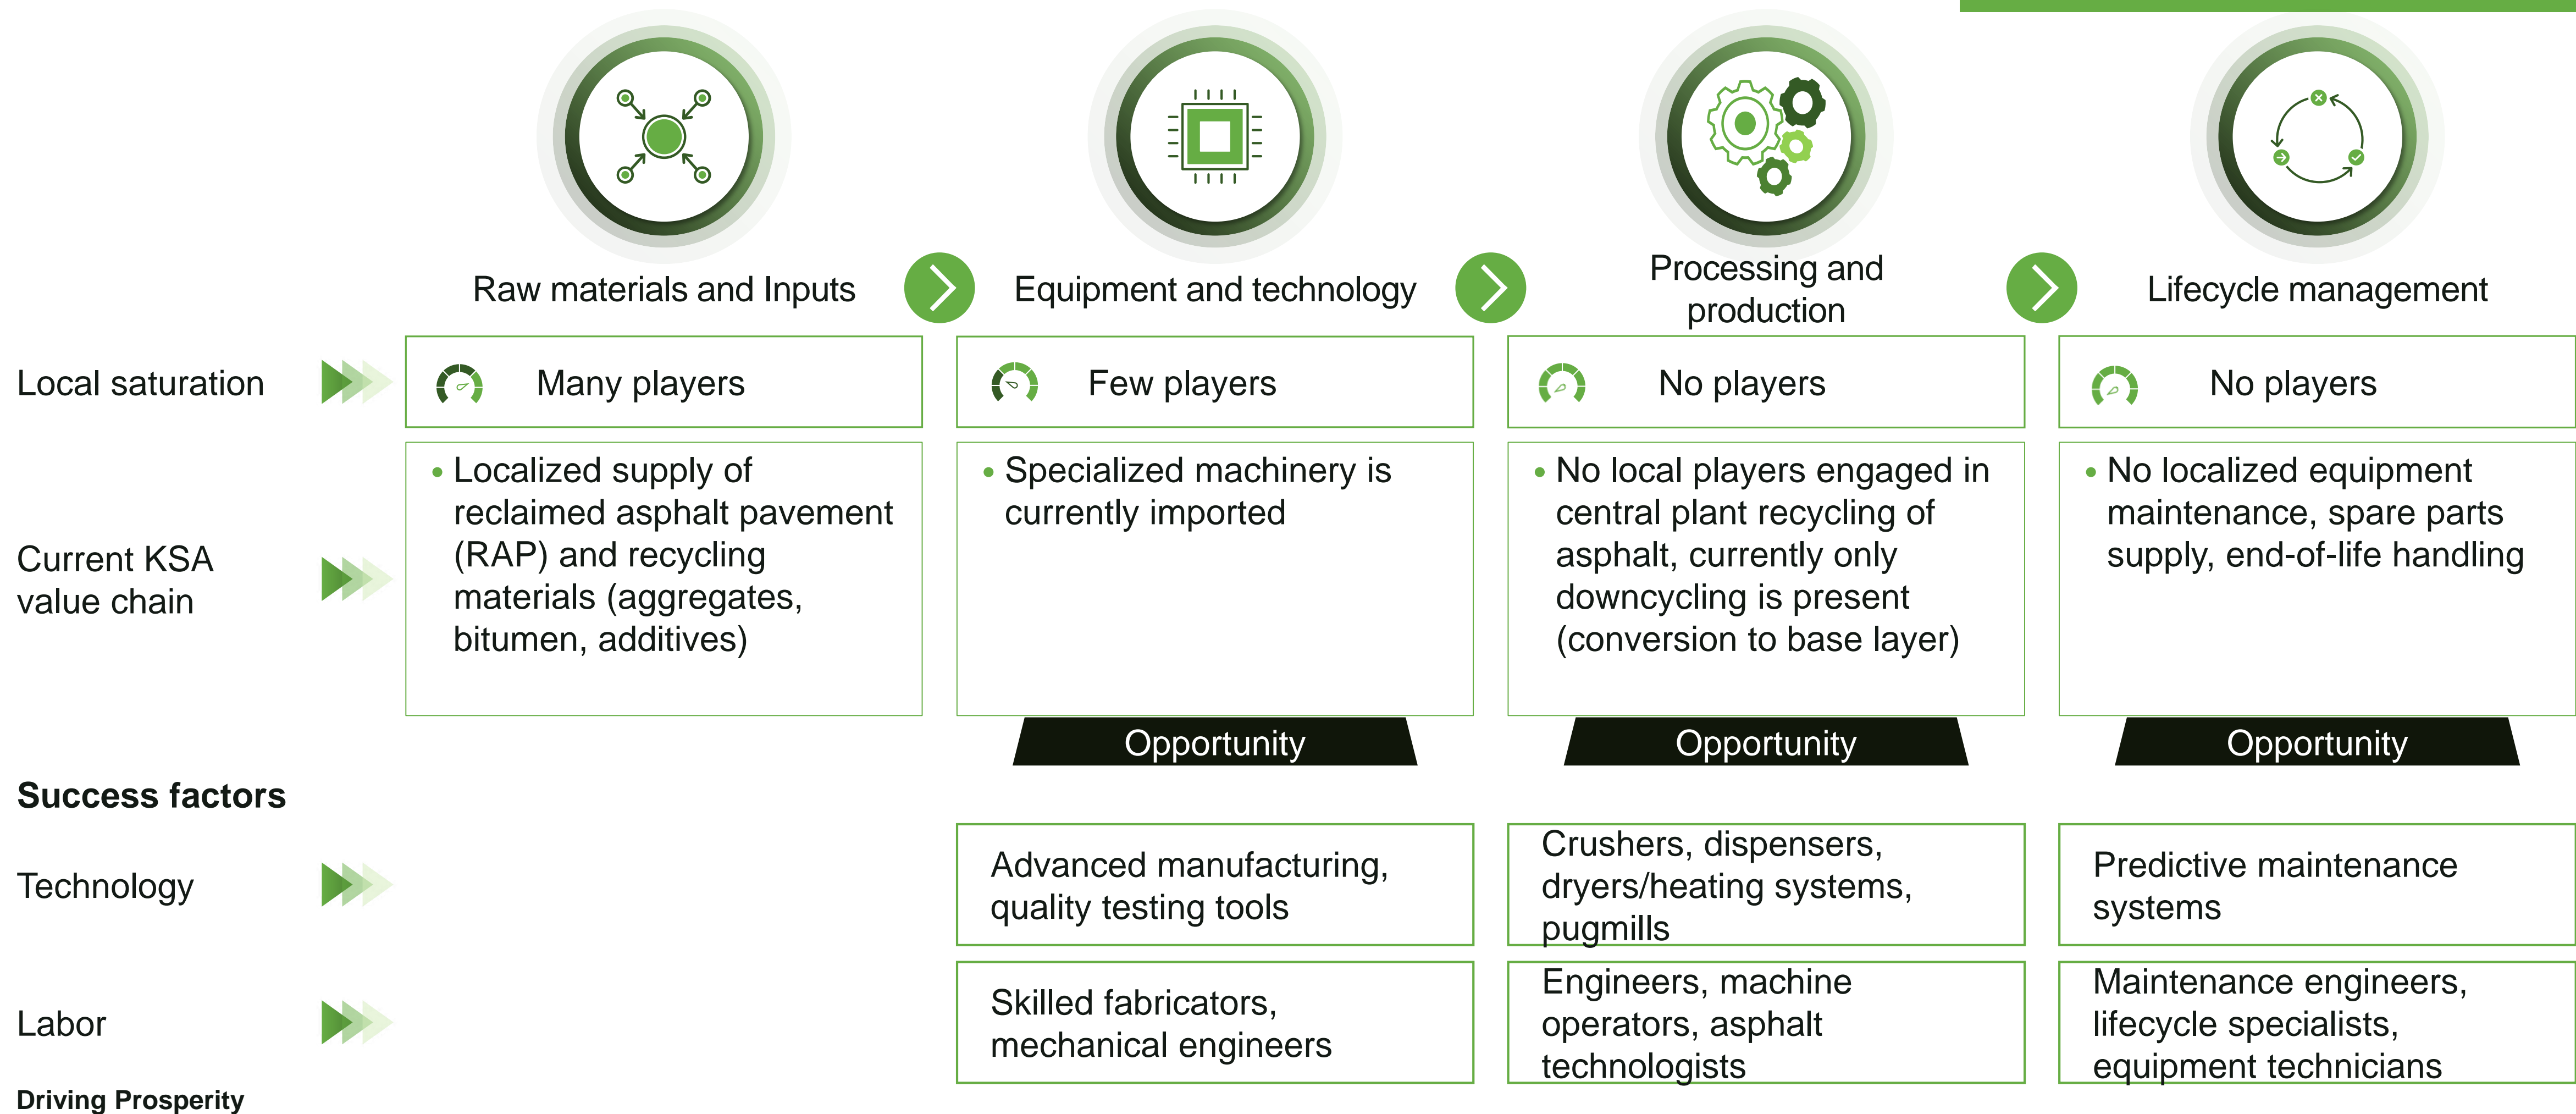 Raw materials and Inputs
Equipment and technology
Processing and
production
Lifecycle management
Local saturation
Many players
Few players
No players
No players
Current KSA
value chain
• Localized supply of
reclaimed asphalt pavement
(RAP) and recycling
materials (aggregates,
bitumen, additives)
• Specialized machinery is
currently imported
• No local players engaged in
central plant recycling of
asphalt, currently only
downcycling is present
(conversion to base layer)
• No localized equipment
maintenance, spare parts
supply, end-of-life handling
Opportunity
Opportunity
Opportunity
Success factors
Technology
Advanced manufacturing,
quality testing tools
Crushers, dispensers,
dryers/heating systems,
pugmills
Predictive maintenance
systems
Labor
Skilled fabricators,
mechanical engineers
Engineers, machine
operators, asphalt
technologists
Maintenance engineers,
lifecycle specialists,
equipment technicians
Driving Prosperity